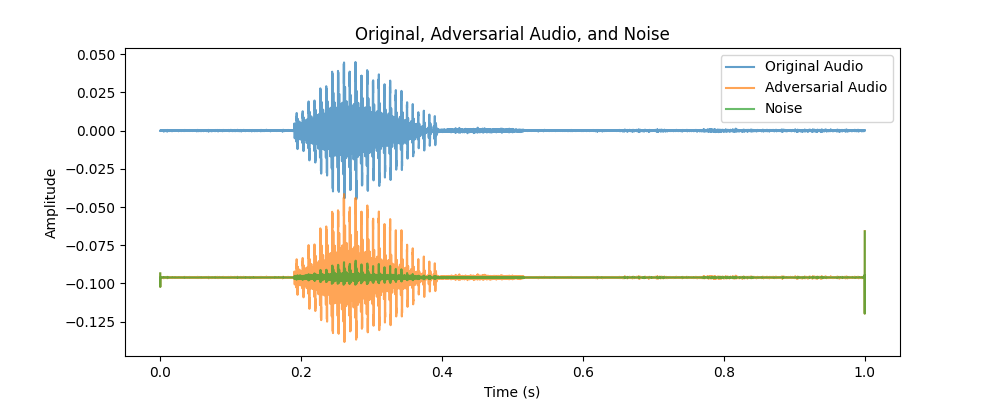 Original, Adversarial Audio, and Noise
Original Audio
Adversarial Audio
Noise
Amplitude
0.050
0.025
0.000
−0.025
−0.050
−0.075
−0.100
−0.125
0.0 0.2 0.4 0.6 0.8 1.0
Time (s)